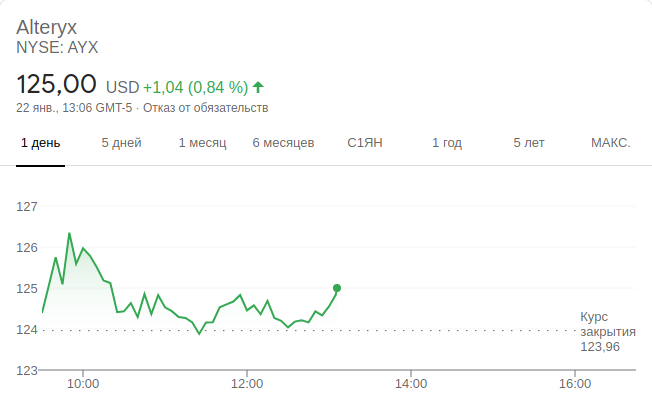 Alteryx
NYSE: AYX
125,00 USD +1,04 (0,84 %)
22 янв., 13:06 GMT-5 · Отказ от обязательств
1 день 5 дней 1 месяц 6 месяцев С1ЯН 1 год 5 лет МАКС.
127
126
125
124
123
Курс
закрытия
123,96
10:00 12:00 14:00 16:00